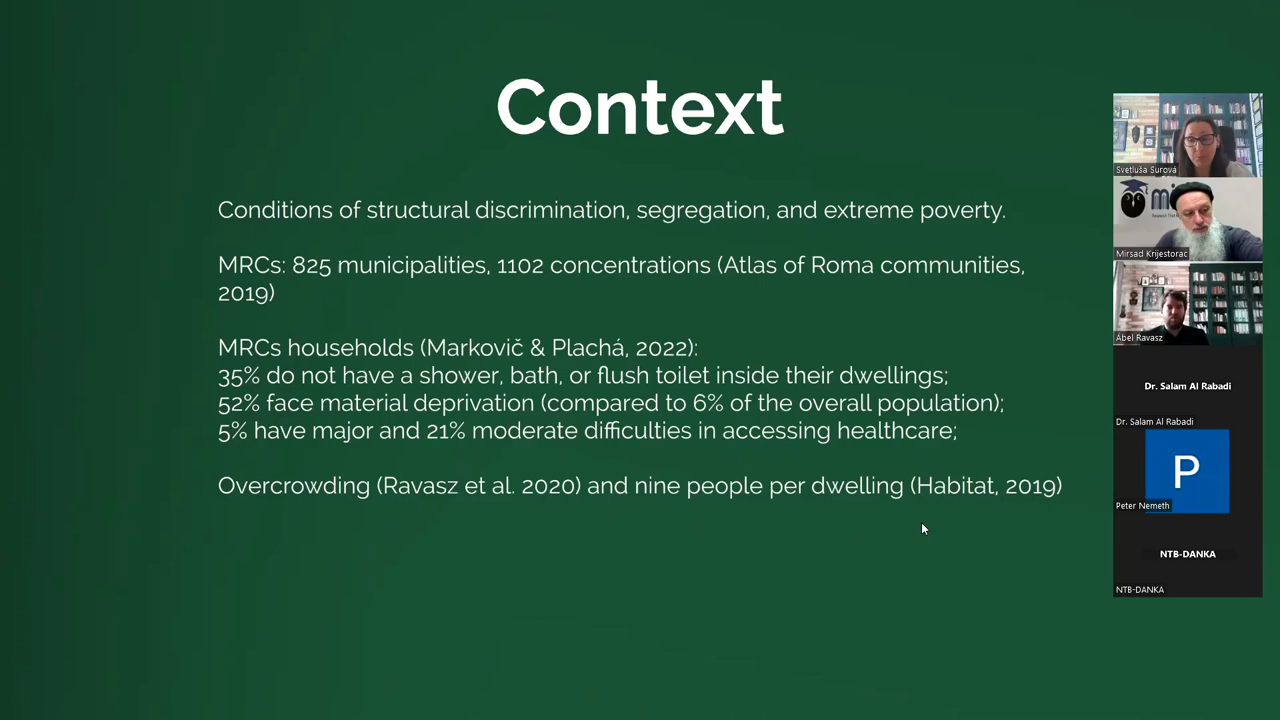 Context
Conditions of structural discrimination, segregation, and extreme poverty.
MRCs: 825 municipalities, 1102 concentrations (Atlas of Roma communities,
2019)
MRCs households (Markovič & Plachá, 2022):
35% do not have a shower, bath, or flush toilet inside their dwellings;
52% face material deprivation (compared to 6% of the overall population);
5% have major and 21% moderate difficulties in accessing healthcare;
Overcrowding (Ravasz et al. 2020) and nine people per dwelling (Habitat, 2019)
Svetluša Surová
Mirsad Krijestorac
Ábel Ravasz
Dr. Salam Al Rabadi
Dr. Salam Al Rabadi
P
Peter Nemeth
NTB-DANKA
NTB-DANKA